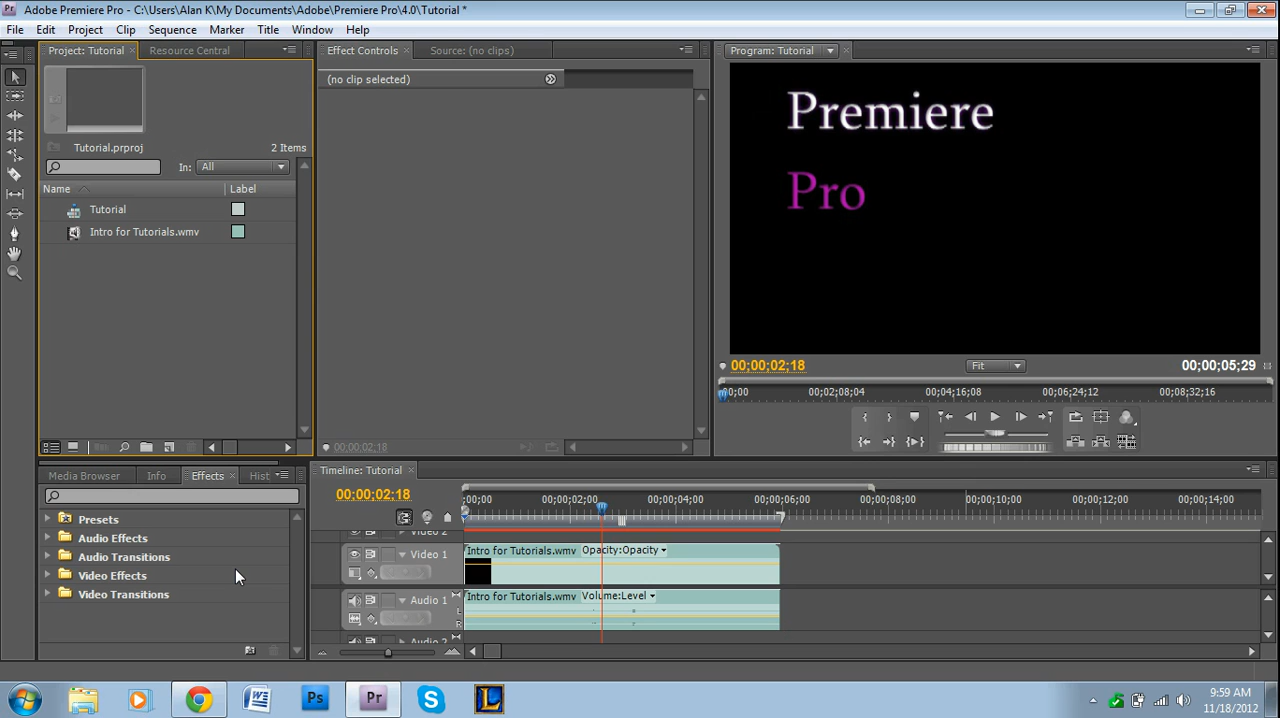 Adobe Premiere Pro - C:\Users\Alan K\My Documents\Adobe\Premiere Pro\4.0\Tutorial *
File Edit Project Clip Sequence Marker Title Window Help
Project: Tutorial Resource Central
Effect Controls Source: (no clips)
Program: Tutorial
(no clip selected)
Premiere
Pro
Tutorial.prproj 2 Items
In: All
Name Label
Tutorial
Intro for Tutorials.wmv
00;00;02;18 Fit 00;00;05;29
00;00 00;02;08;04 00;04;16;08 00;06;24;12 00;08;32;16
00;00;02;18
Media Browser Info Effects Hist
Presets
Audio Effects
Audio Transitions
Video Effects
Video Transitions
Timeline: Tutorial
00;00;02;18
;00;00 00;00;02;00 00;00;04;00 00;00;06;00 00;00;08;00 00;00;10;00 00;00;12;00 00;00;14;00
Video 2
Video 1 Intro for Tutorials.wmv Opacity:Opacity
Audio 1 Intro for Tutorials.wmv Volume:Level
L
R
Audio 2
Ps Pr S L W
9:59 AM
11/18/2012